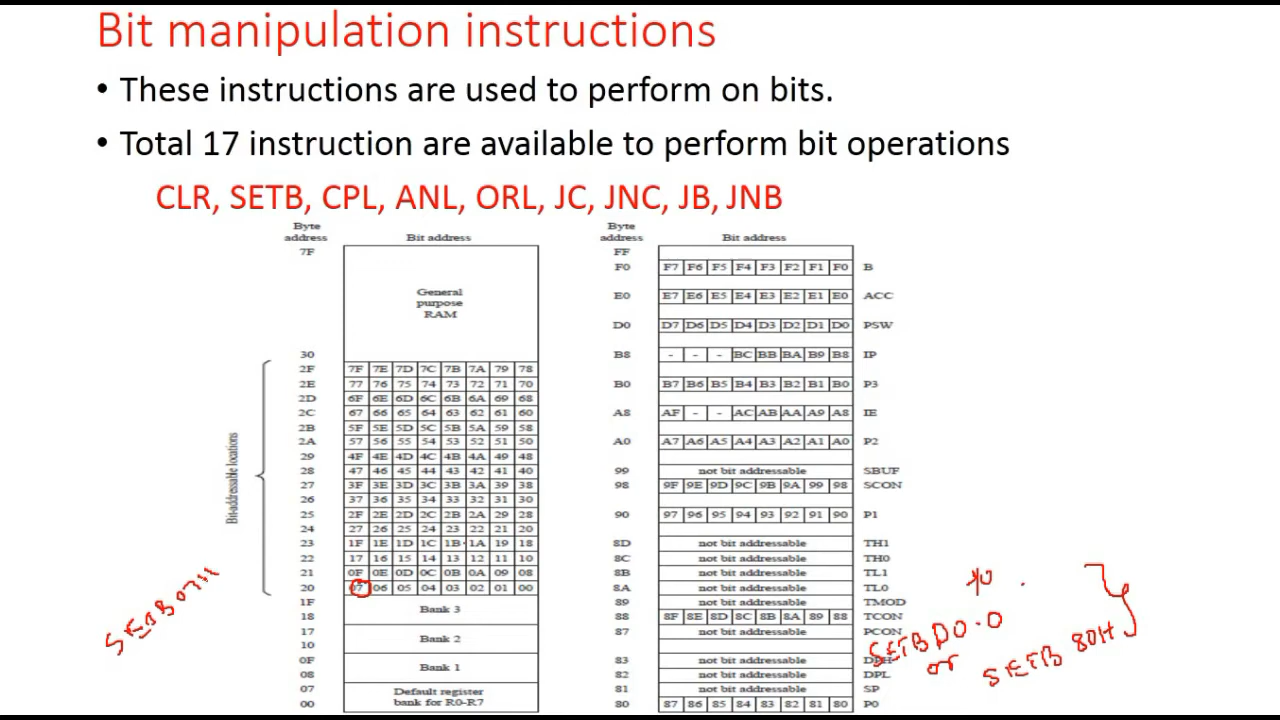 Bit manipulation instructions
• These instructions are used to perform on bits.
• Total 17 instruction are available to perform bit operations
CLR, SETB, CPL, ANL, ORL, JC, JNC, JB, JNB
Byte address Bit address
7F
General purpose RAM
30
2F 7F 7E 7D 7C 7B 7A 79 78
2E 77 76 75 74 73 72 71 70
2D 6F 6E 6D 6C 6B 6A 69 68
2C 67 66 65 64 63 62 61 60
2B 5F 5E 5D 5C 5B 5A 59 58
2A 57 56 55 54 53 52 51 50
29 4F 4E 4D 4C 4B 4A 49 48
28 47 46 45 44 43 42 41 40
27 3F 3E 3D 3C 3B 3A 39 38
26 37 36 35 34 33 32 31 30
25 2F 2E 2D 2C 2B 2A 29 28
24 27 26 25 24 23 22 21 20
23 1F 1E 1D 1C 1B 1A 19 18
22 17 16 15 14 13 12 11 10
21 0F 0E 0D 0C 0B 0A 09 08
20 07 06 05 04 03 02 01 00
1F
Bank 3
18
17
Bank 2
10
0F
Bank 1
08
07
Default register bank for R0-R7
00
Bit-addressable locations
SETB 07H
Byte address Bit address
FF
F0 F7 F6 F5 F4 F3 F2 F1 F0 B
E0 E7 E6 E5 E4 E3 E2 E1 E0 ACC
D0 D7 D6 D5 D4 D3 D2 D1 D0 PSW
B8 - - - BC BB BA B9 B8 IP
B0 B7 B6 B5 B4 B3 B2 B1 B0 P3
A8 AF - - AC AB AA A9 A8 IE
A0 A7 A6 A5 A4 A3 A2 A1 A0 P2
99 not bit addressable SBUF
98 9F 9E 9D 9C 9B 9A 99 98 SCON
90 97 96 95 94 93 92 91 90 P1
8D not bit addressable TH1
8C not bit addressable TH0
8B not bit addressable TL1
8A not bit addressable TL0
89 not bit addressable TMOD
88 8F 8E 8D 8C 8B 8A 89 88 TCON
87 not bit addressable PCON
83 not bit addressable DPH
82 not bit addressable DPL
81 not bit addressable SP
80 87 86 85 84 83 82 81 80 P0
SETB D0.0
or
SETB 80H